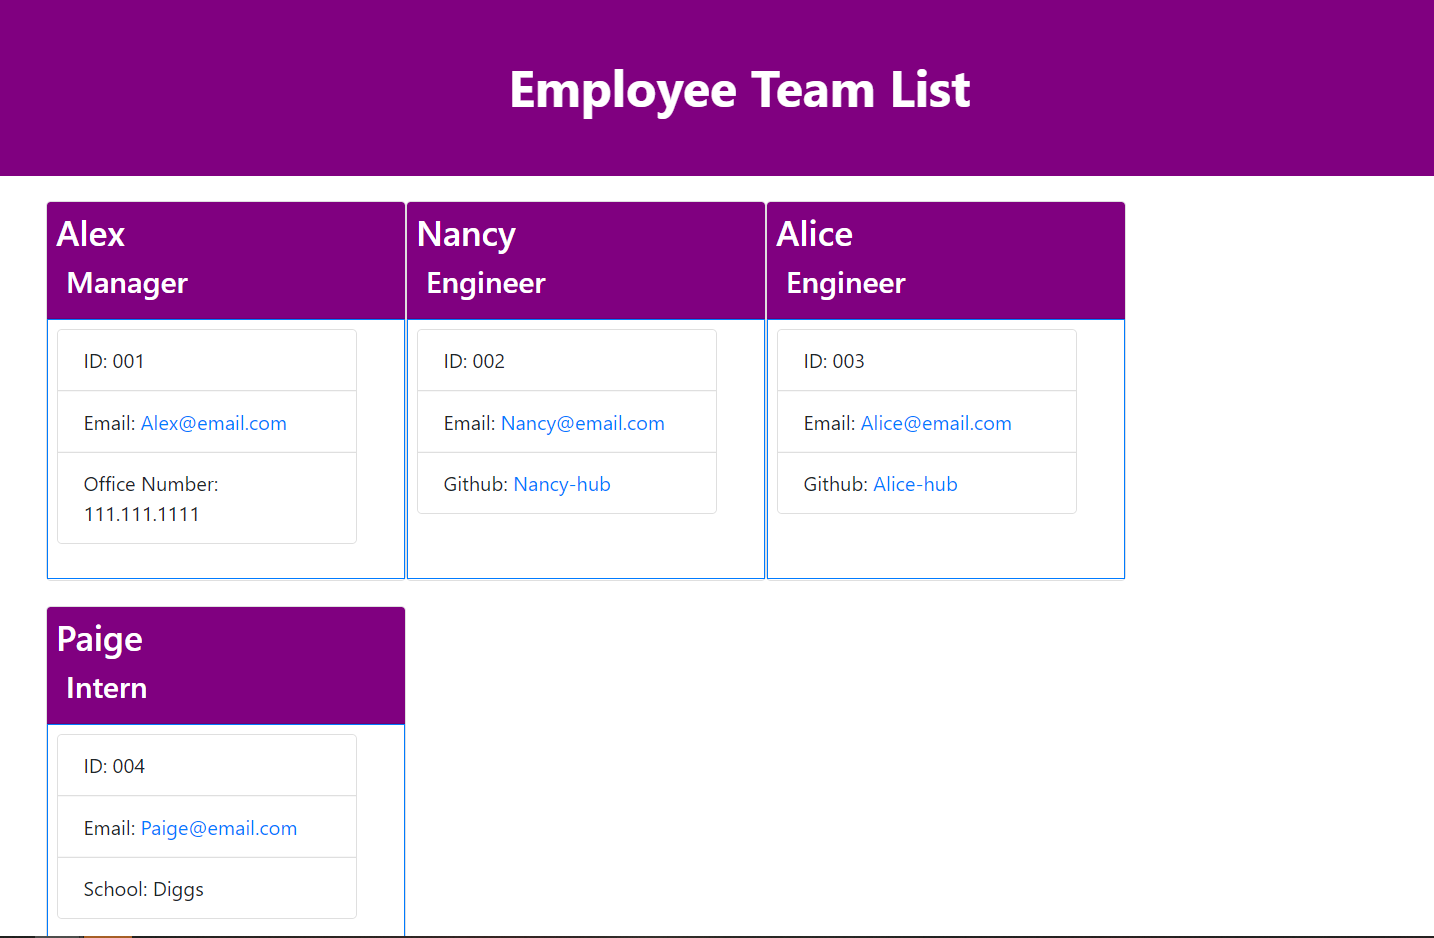 Employee Team List
Alex
Manager
ID: 001
Email: Alex@email.com
Office Number:
111.111.1111
Nancy
Engineer
ID: 002
Email: Nancy@email.com
Github: Nancy-hub
Alice
Engineer
ID: 003
Email: Alice@email.com
Github: Alice-hub
Paige
Intern
ID: 004
Email: Paige@email.com
School: Diggs